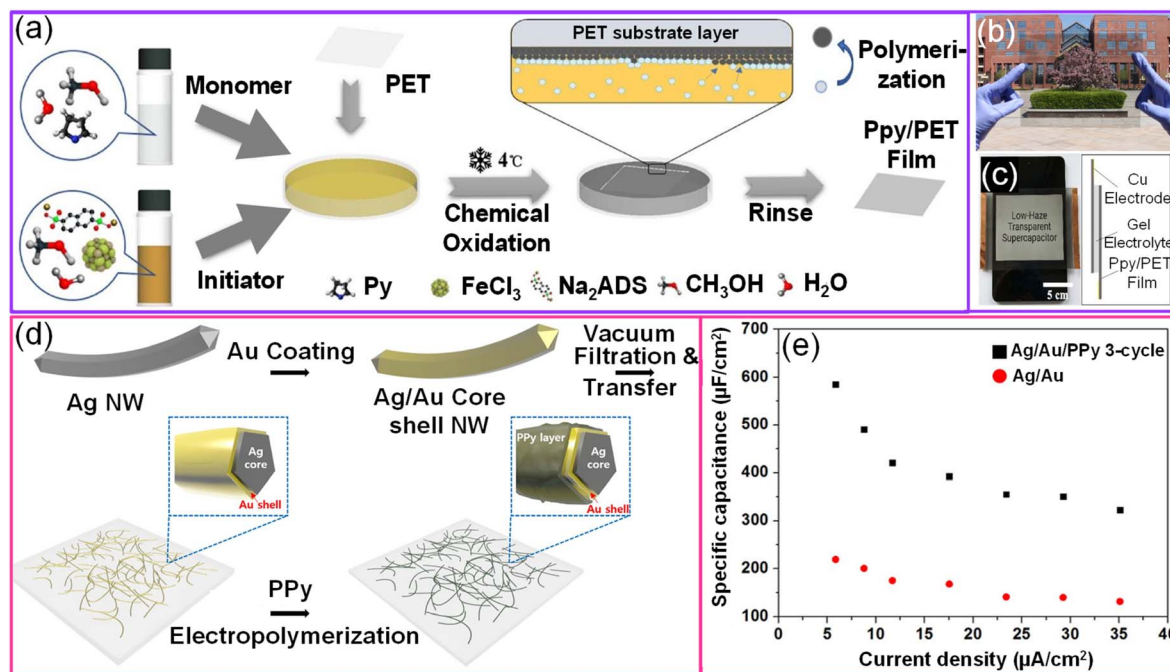 (a)
Monomer
Initiator
PET
PET substrate layer
Polymeri-
zation
4℃
Chemical
Oxidation
Rinse
Ppy/PET
Film
Py
FeCl3
Na2ADS
CH3OH
H2O
(b)
(c)
Low-Haze
Transparent
Supercapacitor
5 cm
Cu
Electrode
Gel
Electrolyte
Ppy/PET
Film
(d)
Ag NW
Au Coating
Ag/Au Core
shell NW
Vacuum
Filtration &
Transfer
Ag
core
Au shell
PPy layer
Ag
core
Au shell
PPy
Electropolymerization
(e)
Specific capacitance (µF/cm²)
700
600
500
400
300
200
100
Ag/Au/PPy 3-cycle
Ag/Au
0 5 10 15 20 25 30 35 40
Current density (µA/cm²)